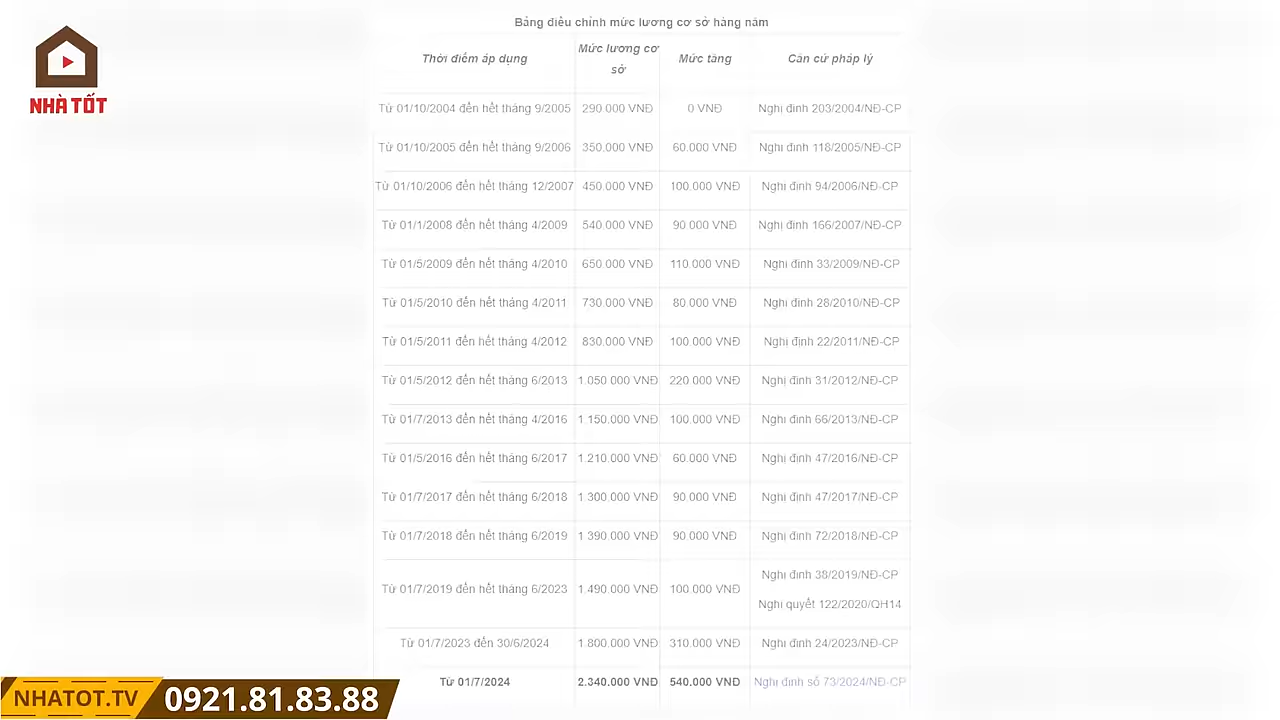 NHÀ TỐT
Bảng điều chỉnh mức lương cơ sở hàng năm
Thời điểm áp dụng Mức lương cơ sở Mức tăng Căn cứ pháp lý
Từ 01/10/2004 đến hết tháng 9/2005 290.000 VNĐ 0 VNĐ Nghị định 203/2004/NĐ-CP
Từ 01/10/2005 đến hết tháng 9/2006 350.000 VNĐ 60.000 VNĐ Nghị định 118/2005/NĐ-CP
Từ 01/10/2006 đến hết tháng 12/2007 450.000 VNĐ 100.000 VNĐ Nghị định 94/2006/NĐ-CP
Từ 01/1/2008 đến hết tháng 4/2009 540.000 VNĐ 90.000 VNĐ Nghị định 166/2007/NĐ-CP
Từ 01/5/2009 đến hết tháng 4/2010 650.000 VNĐ 110.000 VNĐ Nghị định 33/2009/NĐ-CP
Từ 01/5/2010 đến hết tháng 4/2011 730.000 VNĐ 80.000 VNĐ Nghị định 28/2010/NĐ-CP
Từ 01/5/2011 đến hết tháng 4/2012 830.000 VNĐ 100.000 VNĐ Nghị định 22/2011/NĐ-CP
Từ 01/5/2012 đến hết tháng 6/2013 1.050.000 VNĐ 220.000 VNĐ Nghị định 31/2012/NĐ-CP
Từ 01/7/2013 đến hết tháng 4/2016 1.150.000 VNĐ 100.000 VNĐ Nghị định 66/2013/NĐ-CP
Từ 01/5/2016 đến hết tháng 6/2017 1.210.000 VNĐ 60.000 VNĐ Nghị định 47/2016/NĐ-CP
Từ 01/7/2017 đến hết tháng 6/2018 1.300.000 VNĐ 90.000 VNĐ Nghị định 47/2017/NĐ-CP
Từ 01/7/2018 đến hết tháng 6/2019 1.390.000 VNĐ 90.000 VNĐ Nghị định 72/2018/NĐ-CP
Từ 01/7/2019 đến hết tháng 6/2023 1.490.000 VNĐ 100.000 VNĐ Nghị định 38/2019/NĐ-CP
Nghị quyết 122/2020/QH14
Từ 01/7/2023 đến 30/6/2024 1.800.000 VNĐ 310.000 VNĐ Nghị định 24/2023/NĐ-CP
Từ 01/7/2024 2.340.000 VNĐ 540.000 VNĐ Nghị định số 73/2024/NĐ-CP
NHATOT.TV 0921.81.83.88